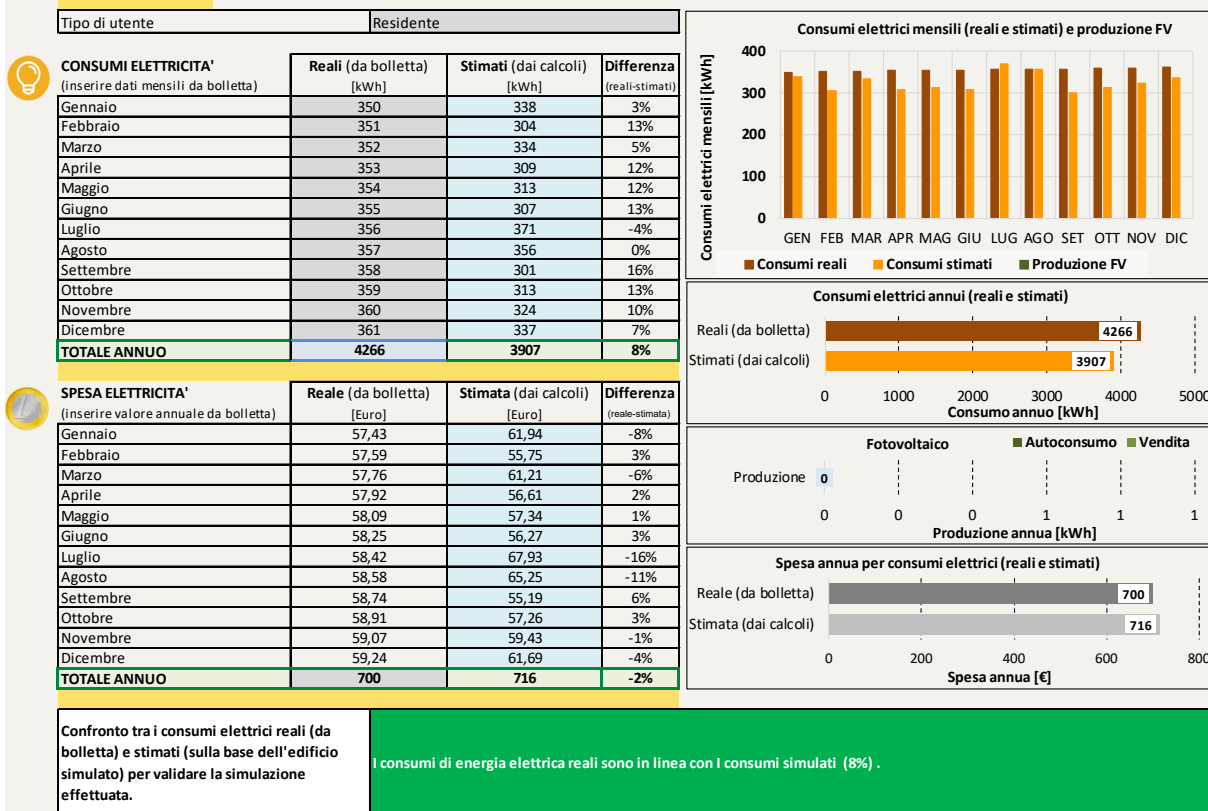 Tipo di utente Residente
CONSUMI ELETTRICITA' Reali (da bolletta) Stimati (dai calcoli) Differenza
(inserire dati mensili da bolletta) [kWh] [kWh] (reali-stimati)
Gennaio 350 338 3%
Febbraio 351 304 13%
Marzo 352 334 5%
Aprile 353 309 12%
Maggio 354 313 12%
Giugno 355 307 13%
Luglio 356 371 -4%
Agosto 357 356 0%
Settembre 358 301 16%
Ottobre 359 313 13%
Novembre 360 324 10%
Dicembre 361 337 7%
TOTALE ANNUO 4266 3907 8%
SPESA ELETTRICITA' Reale (da bolletta) Stimata (dai calcoli) Differenza
(inserire valore annuale da bolletta) [Euro] [Euro] (reale-stimata)
Gennaio 57,43 61,94 -8%
Febbraio 57,59 55,75 3%
Marzo 57,76 61,21 -6%
Aprile 57,92 56,61 2%
Maggio 58,09 57,34 1%
Giugno 58,25 56,27 3%
Luglio 58,42 67,93 -16%
Agosto 58,58 65,25 -11%
Settembre 58,74 55,19 6%
Ottobre 58,91 57,26 3%
Novembre 59,07 59,43 -1%
Dicembre 59,24 61,69 -4%
TOTALE ANNUO 700 716 -2%
Consumi elettrici mensili (reali e stimati) e produzione FV
Consumi elettrici mensili [kWh]
400
300
200
100
0
GEN FEB MAR APR MAG GIU LUG AGO SET OTT NOV DIC
Consumi reali Consumi stimati Produzione FV
Consumi elettrici annui (reali e stimati)
Reali (da bolletta) 4266
Stimati (dai calcoli) 3907
0 1000 2000 3000 4000 5000
Consumo annuo [kWh]
Fotovoltaico Autoconsumo Vendita
Produzione 0
0 0 0 1 1 1
Produzione annua [kWh]
Spesa annua per consumi elettrici (reali e stimati)
Reale (da bolletta) 700
Stimata (dai calcoli) 716
0 200 400 600 800
Spesa annua [€]
Confronto tra i consumi elettrici reali (da
bolletta) e stimati (sulla base dell'edificio
simulato) per validare la simulazione
effettuata.
I consumi di energia elettrica reali sono in linea con I consumi simulati (8%) .